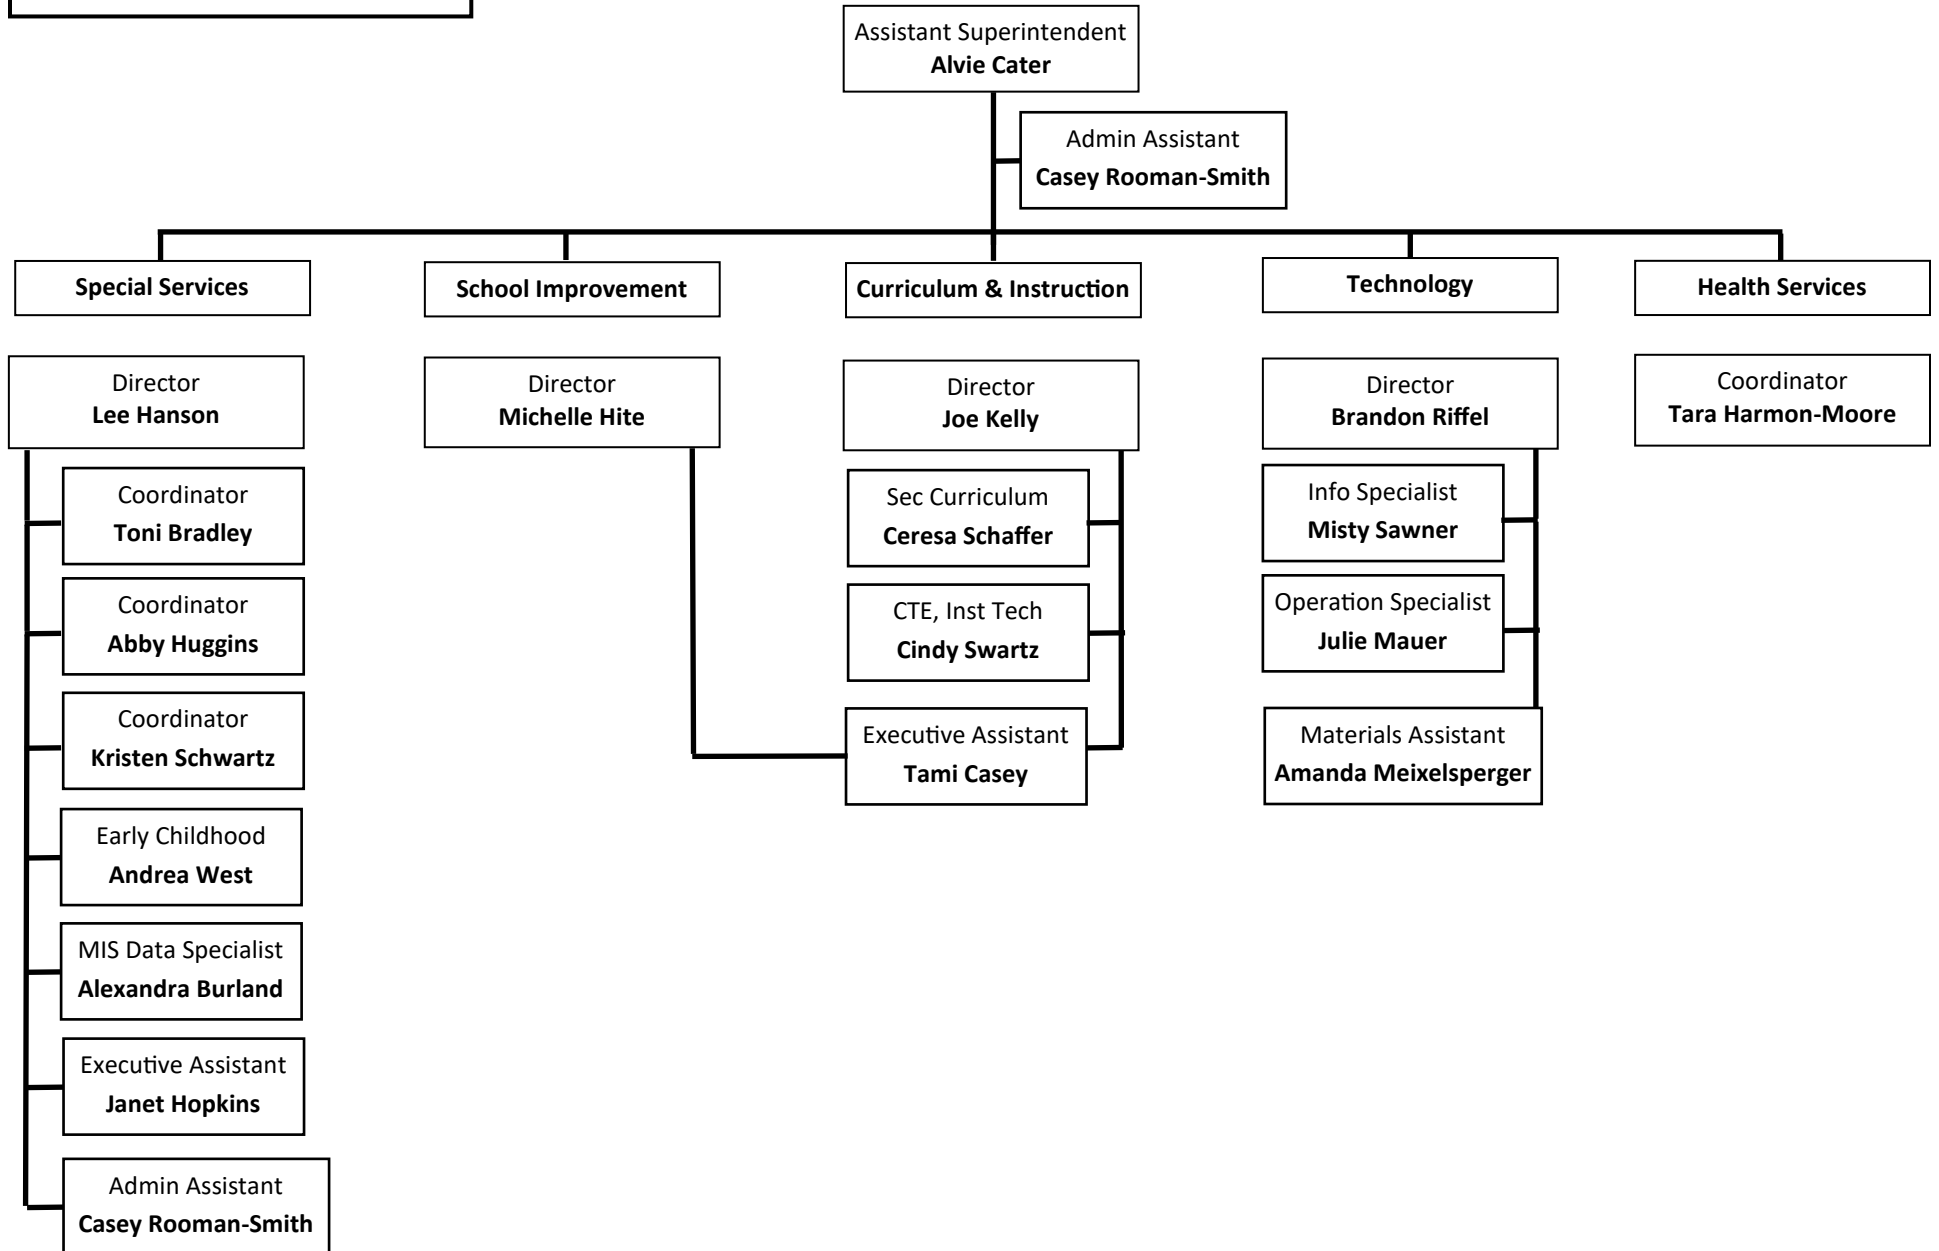 Assistant Superintendent
Alvie Cater
Admin Assistant
Casey Rooman-Smith
Special Services
School Improvement
Curriculum & Instruction
Technology
Health Services
Director
Lee Hanson
Director
Michelle Hite
Director
Joe Kelly
Director
Brandon Riffel
Coordinator
Tara Harmon-Moore
Coordinator
Toni Bradley
Coordinator
Abby Huggins
Coordinator
Kristen Schwartz
Early Childhood
Andrea West
MIS Data Specialist
Alexandra Burland
Executive Assistant
Janet Hopkins
Admin Assistant
Casey Rooman-Smith
Sec Curriculum
Ceresa Schaffer
CTE, Inst Tech
Cindy Swartz
Executive Assistant
Tami Casey
Info Specialist
Misty Sawner
Operation Specialist
Julie Mauer
Materials Assistant
Amanda Meixelsperger